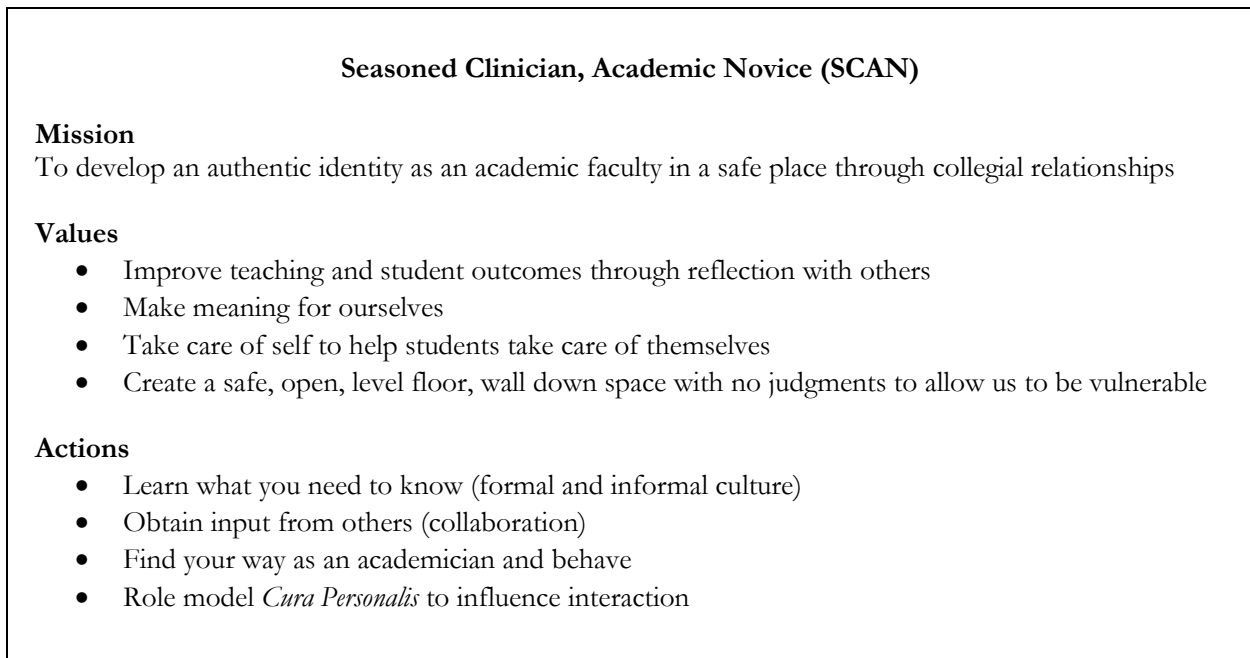 Seasoned Clinician, Academic Novice (SCAN)
Mission
To develop an authentic identity as an academic faculty in a safe place through collegial relationships
Values
• Improve teaching and student outcomes through reflection with others
• Make meaning for ourselves
• Take care of self to help students take care of themselves
• Create a safe, open, level floor, wall down space with no judgments to allow us to be vulnerable
Actions
• Learn what you need to know (formal and informal culture)
• Obtain input from others (collaboration)
• Find your way as an academician and behave
• Role model Cura Personalis to influence interaction